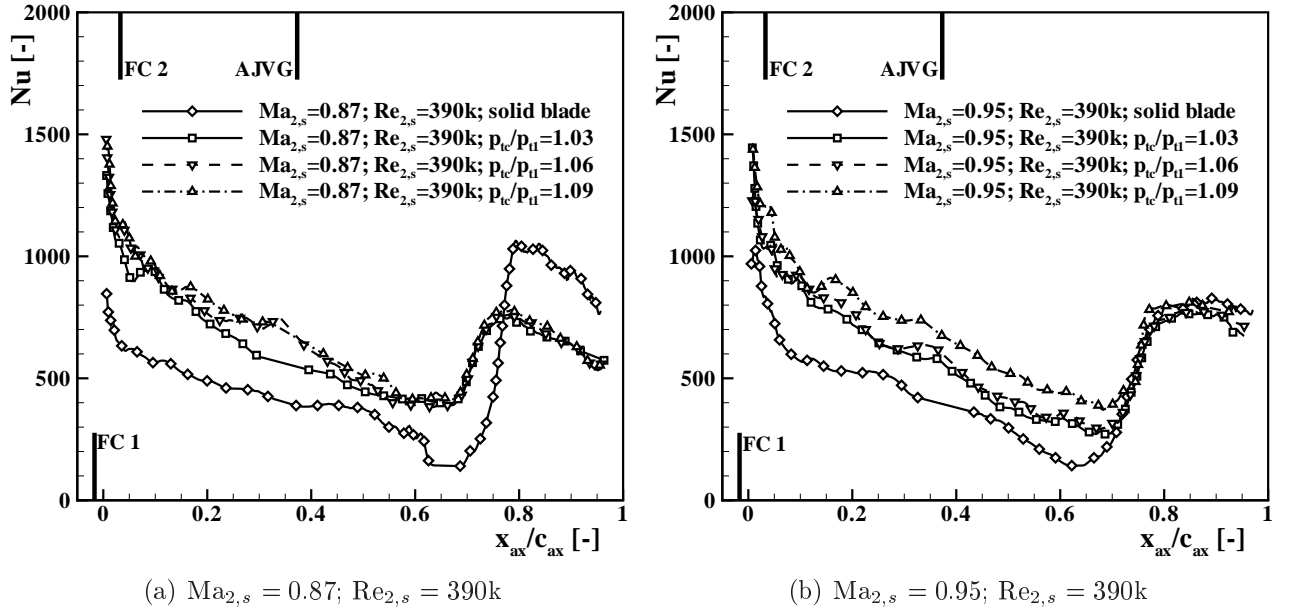 2000
1500
1000
500
0
Nu [-]
FC 2
AJVG
Ma2,s=0.87; Re2,s=390k; solid blade
Ma2,s=0.87; Re2,s=390k; ptc/pt1=1.03
Ma2,s=0.87; Re2,s=390k; ptc/pt1=1.06
Ma2,s=0.87; Re2,s=390k; ptc/pt1=1.09
FC 1
0 0.2 0.4 0.6 0.8 1
xax/cax [-]
(a) Ma2,s = 0.87; Re2,s = 390k
2000
1500
1000
500
0
Nu [-]
FC 2
AJVG
Ma2,s=0.95; Re2,s=390k; solid blade
Ma2,s=0.95; Re2,s=390k; ptc/pt1=1.03
Ma2,s=0.95; Re2,s=390k; ptc/pt1=1.06
Ma2,s=0.95; Re2,s=390k; ptc/pt1=1.09
FC 1
0 0.2 0.4 0.6 0.8 1
xax/cax [-]
(b) Ma2,s = 0.95; Re2,s = 390k